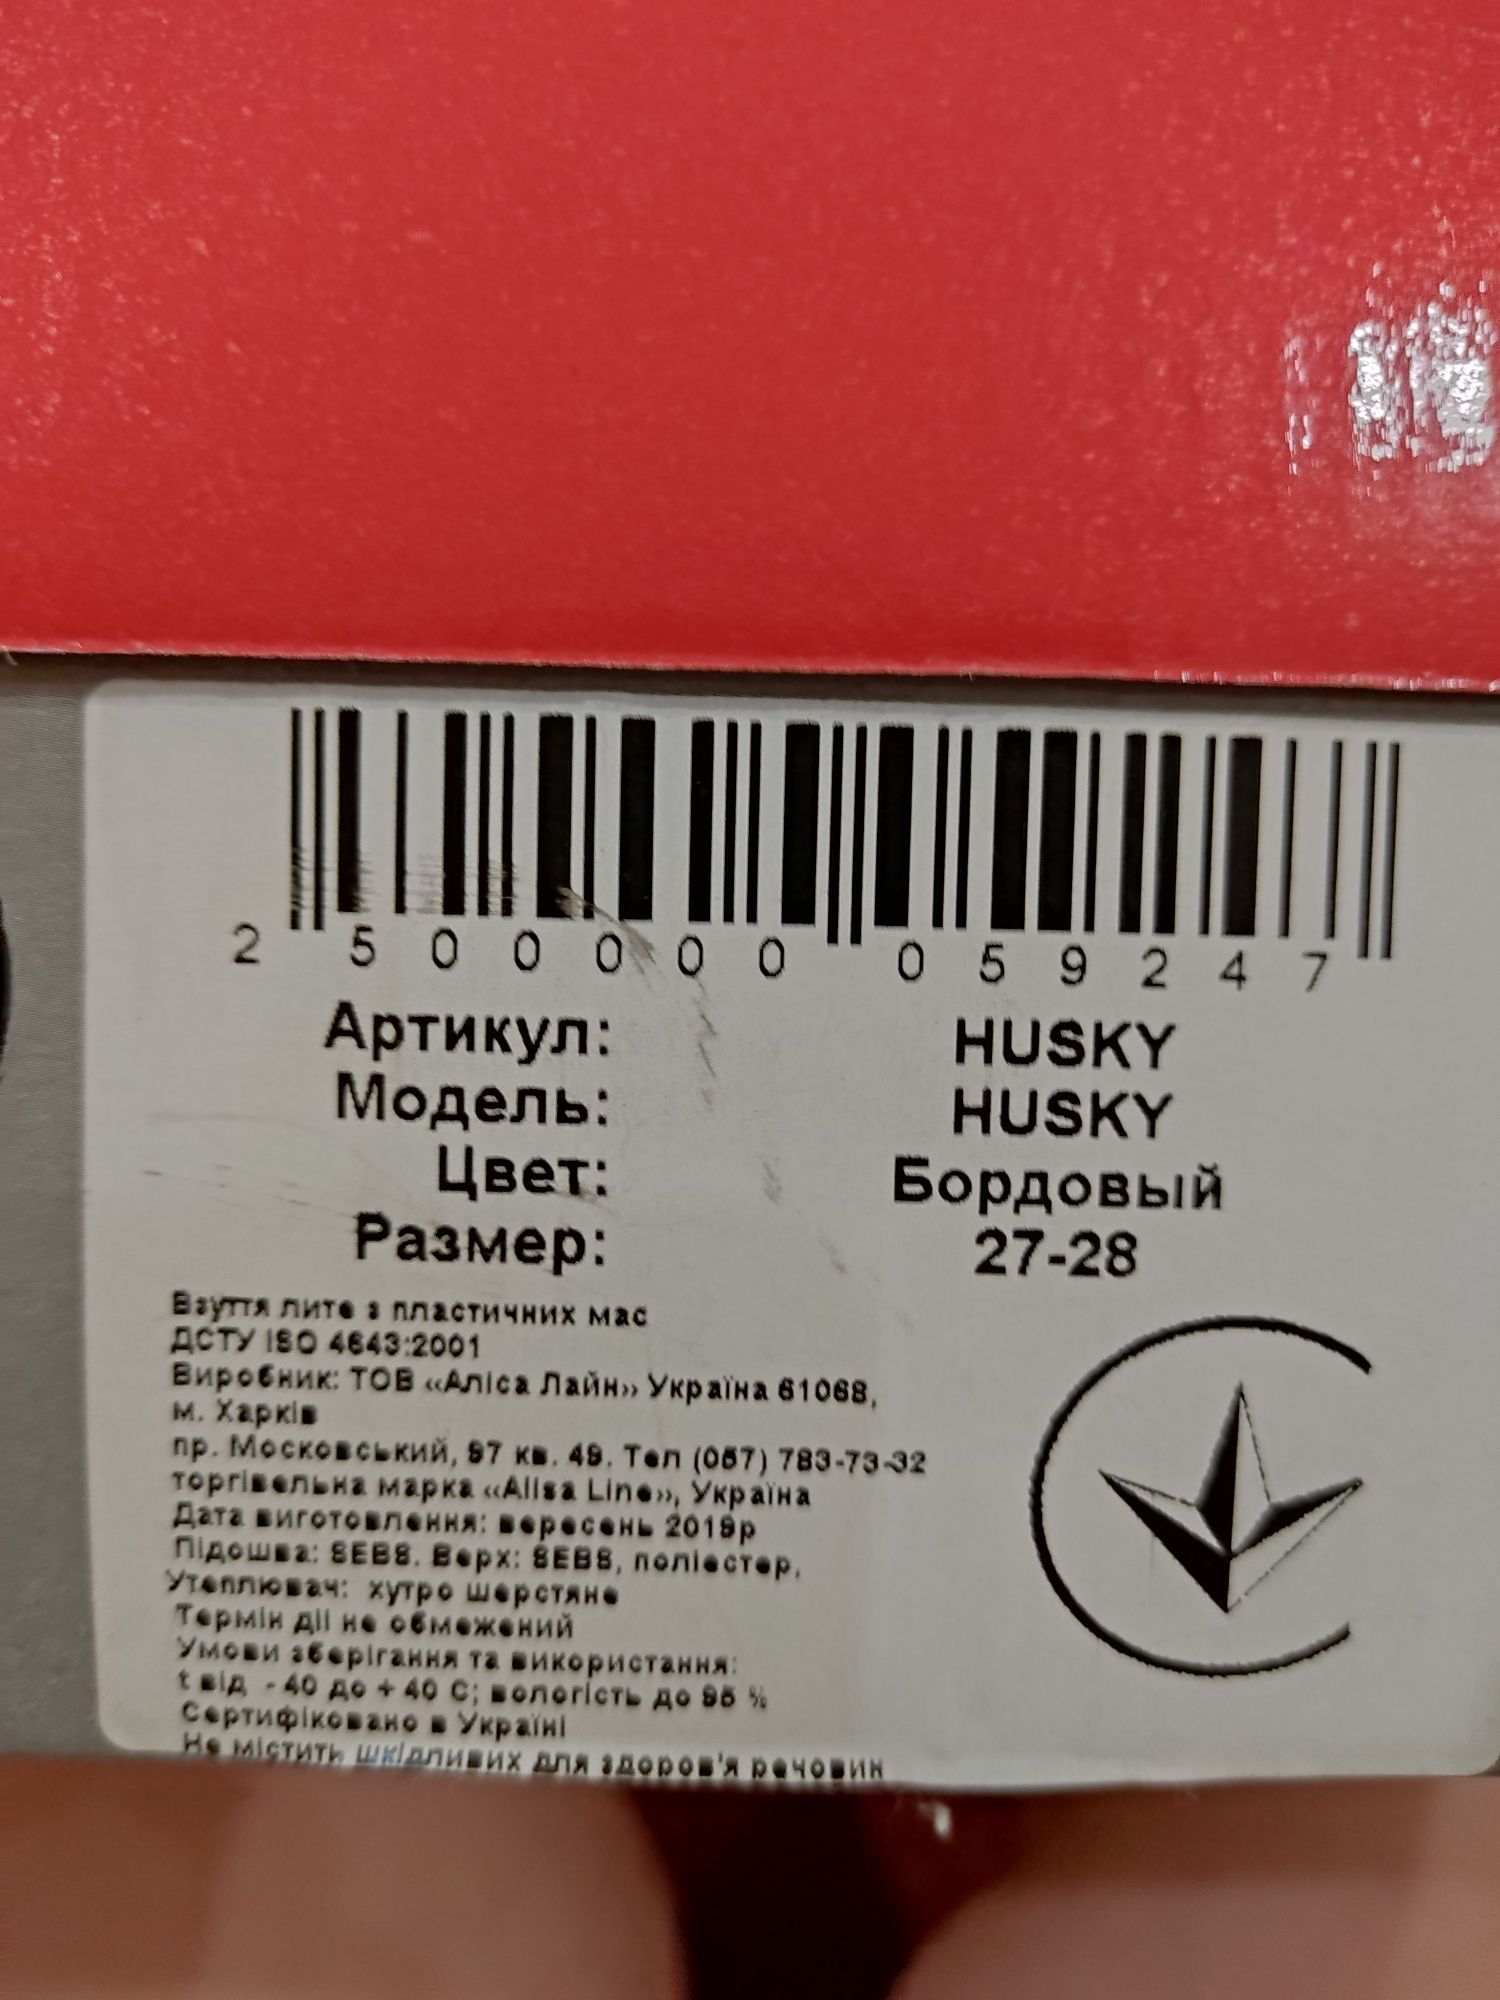 2 500000 059247
Артикул: HUSKY
Модель: HUSKY
Цвет: Бордовый
Размер: 27-28
Взуття лите з пластичних мас
ДСТУ ISO 4643:2001
Виробник: ТОВ «Аліса Лайн» Україна 61068,
м. Харків
пр. Московський, 97 кв. 49. Тел (057) 783-73-32
торгівельна марка «Alisa Line», Україна
Дата виготовлення: вересень 2019р
Підошва: SEBS. Верх: SEBS, поліестер,
Утеплювач: хутро шерстяне
Термін дії не обмежений
Умови зберігання та використання:
t від - 40 до + 40 С; вологість до 95 %
Сертифіковано в Україні
Не містить шкідливих для здоров'я речовин